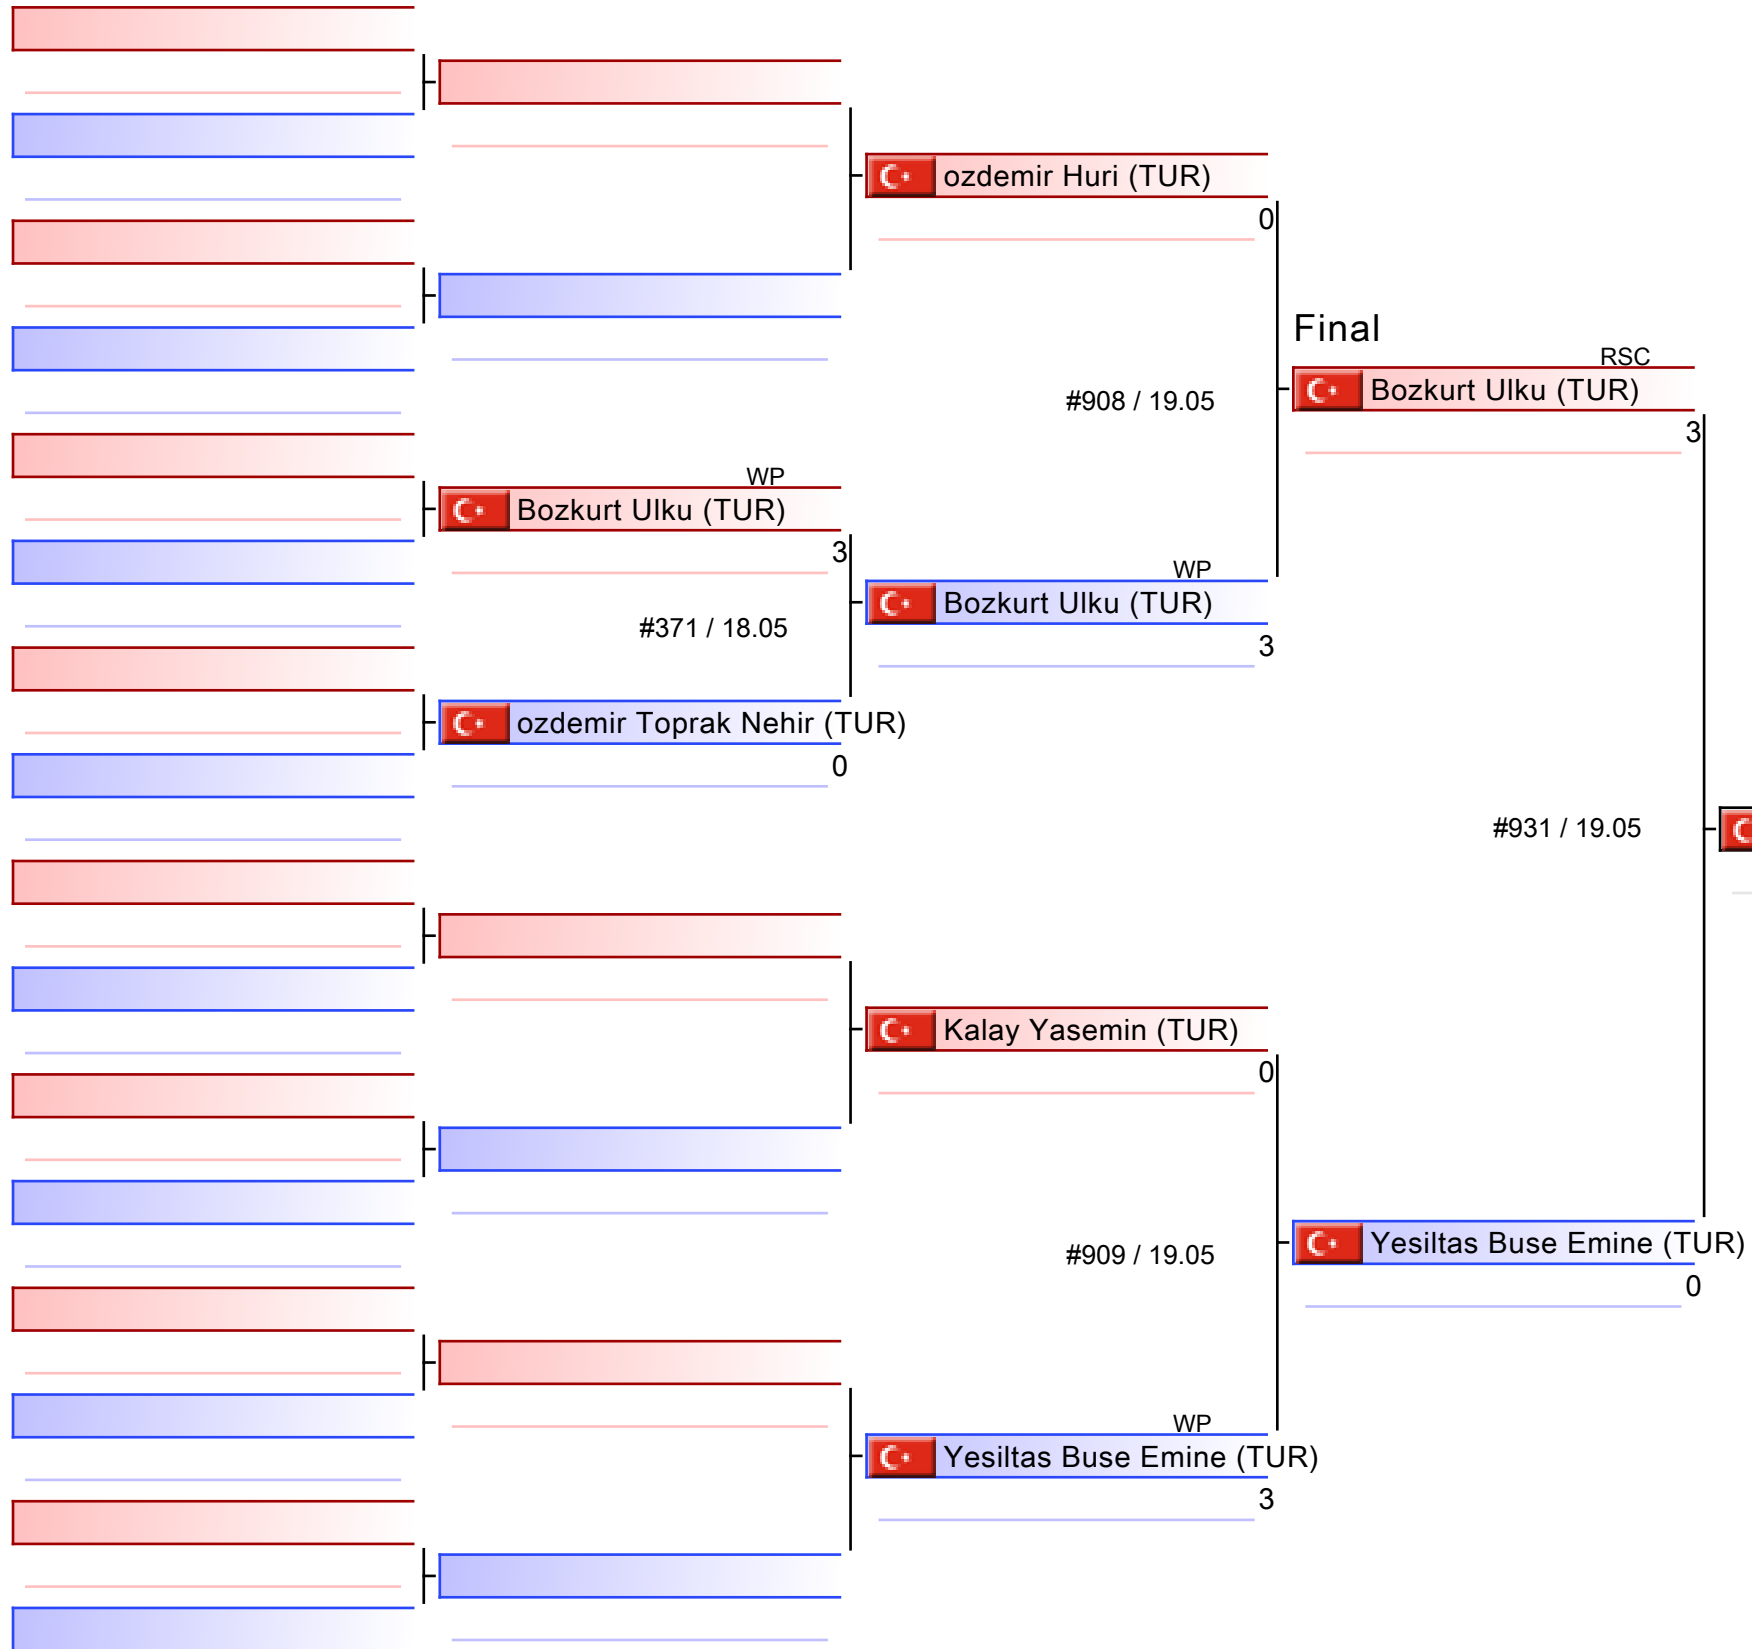 ozdemir Huri (TUR)
0
Final
RSC
Bozkurt Ulku (TUR)
3
#908 / 19.05
WP
Bozkurt Ulku (TUR)
3
WP
Bozkurt Ulku (TUR)
3
#371 / 18.05
ozdemir Toprak Nehir (TUR)
0
#931 / 19.05
Kalay Yasemin (TUR)
0
#909 / 19.05
Yesiltas Buse Emine (TUR)
0
WP
Yesiltas Buse Emine (TUR)
3